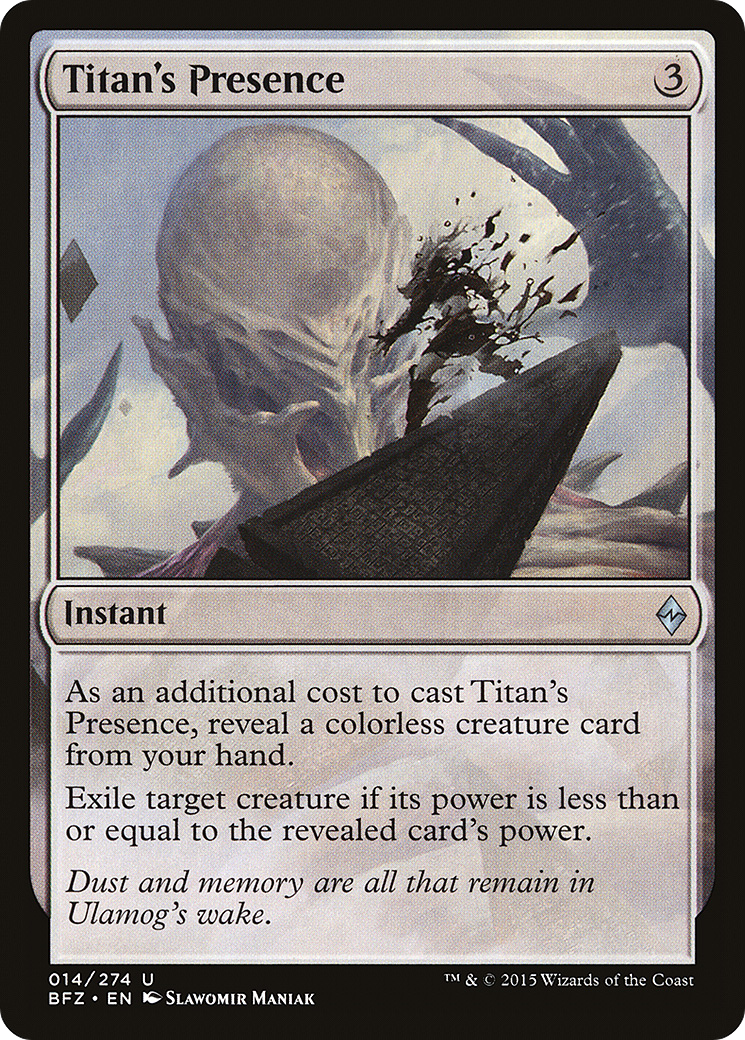 Titan's Presence 3
Instant
As an additional cost to cast Titan's
Presence, reveal a colorless creature card
from your hand.
Exile target creature if its power is less than
or equal to the revealed card's power.
Dust and memory are all that remain in
Ulamog's wake.
014/274 U
BFZ • EN Slawomir Maniak
™ & © 2015 Wizards of the Coast